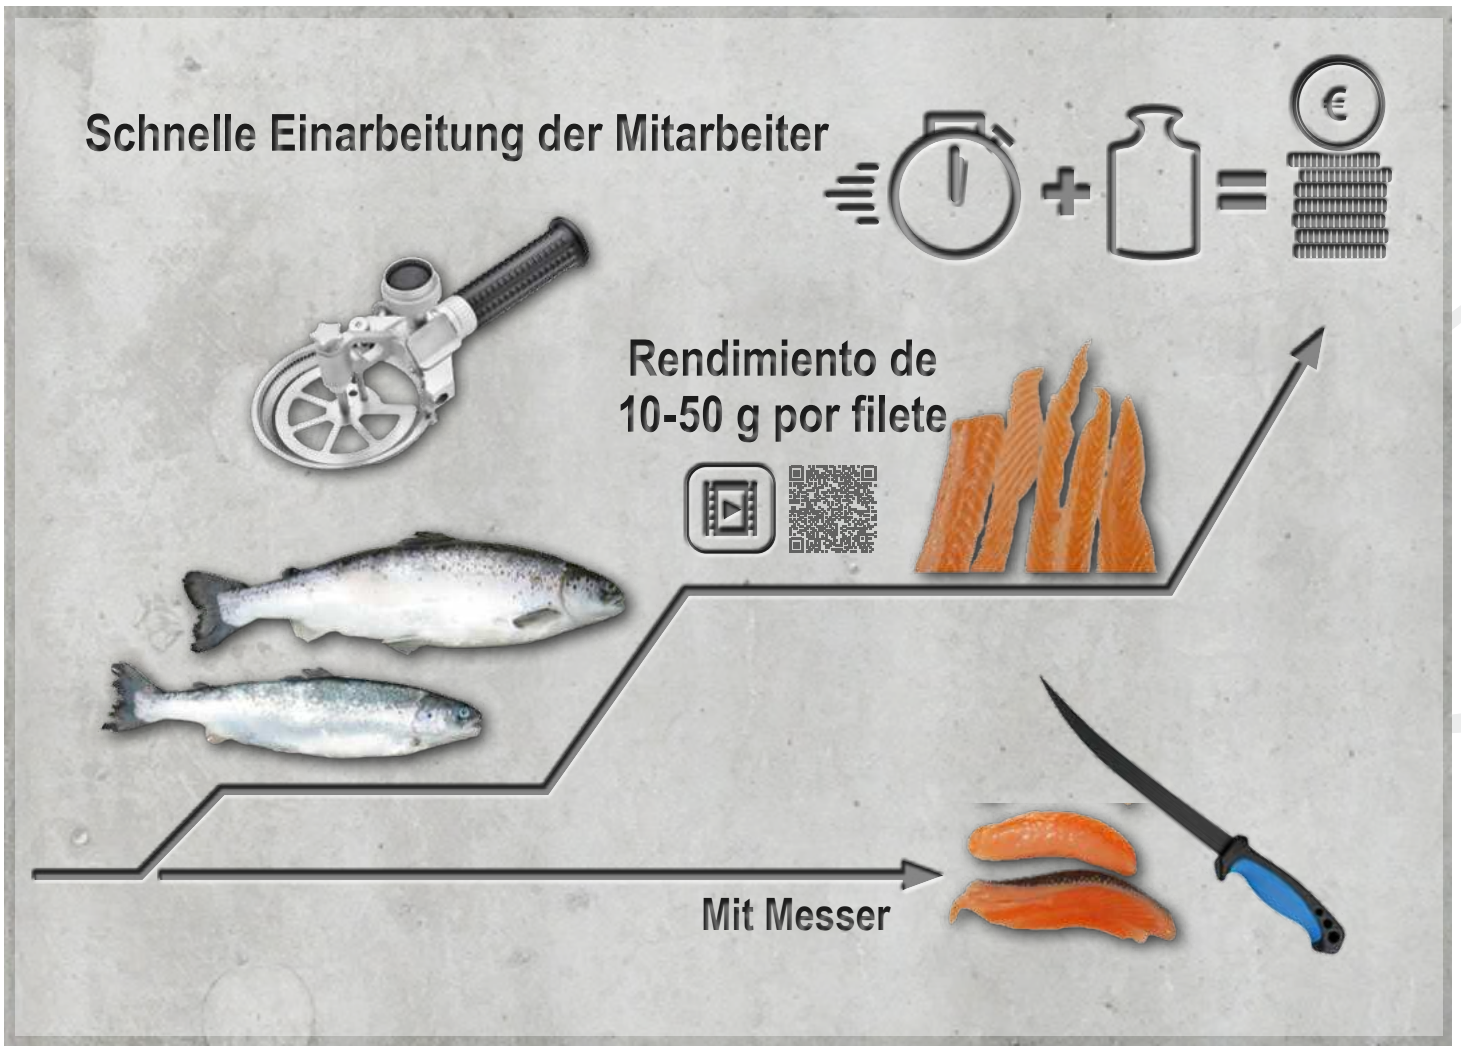 Schnelle Einarbeitung der Mitarbeiter
€
Rendimiento de
10-50 g por filete
Mit Messer